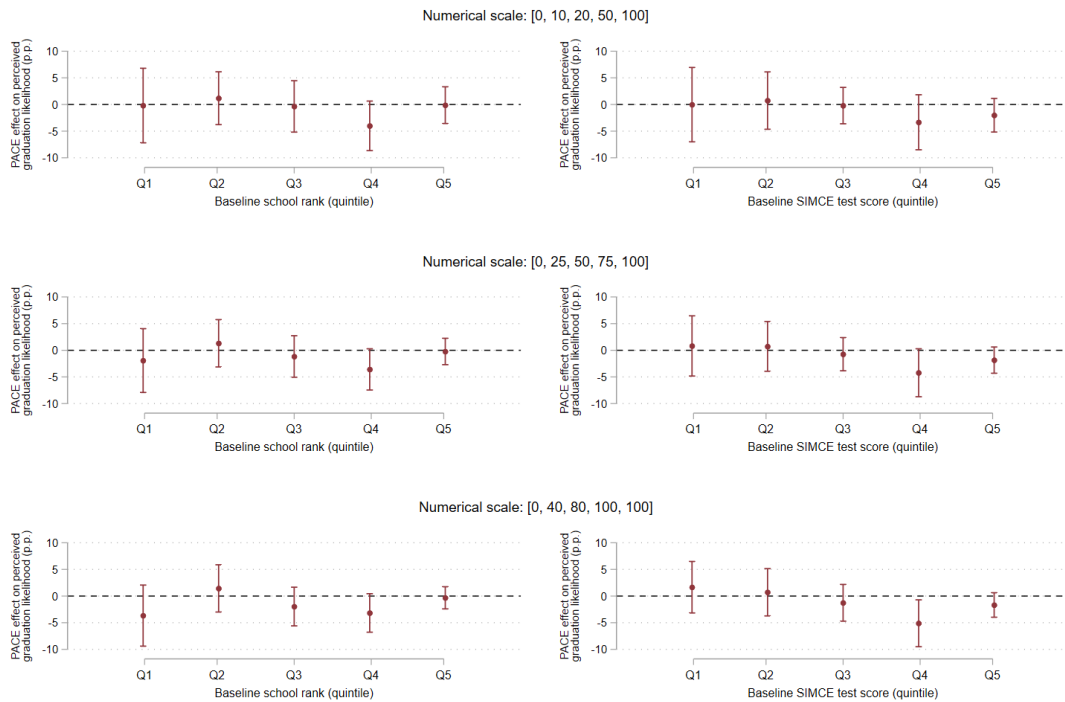 Numerical scale: [0, 10, 20, 50, 100]
PACE effect on perceived
graduation likelihood (p.p.)
10
5
0
-5
-10
Q1 Q2 Q3 Q4 Q5
Baseline school rank (quintile)
PACE effect on perceived
graduation likelihood (p.p.)
10
5
0
-5
-10
Q1 Q2 Q3 Q4 Q5
Baseline SIMCE test score (quintile)
Numerical scale: [0, 25, 50, 75, 100]
PACE effect on perceived
graduation likelihood (p.p.)
10
5
0
-5
-10
Q1 Q2 Q3 Q4 Q5
Baseline school rank (quintile)
PACE effect on perceived
graduation likelihood (p.p.)
10
5
0
-5
-10
Q1 Q2 Q3 Q4 Q5
Baseline SIMCE test score (quintile)
Numerical scale: [0, 40, 80, 100, 100]
PACE effect on perceived
graduation likelihood (p.p.)
10
5
0
-5
-10
Q1 Q2 Q3 Q4 Q5
Baseline school rank (quintile)
PACE effect on perceived
graduation likelihood (p.p.)
10
5
0
-5
-10
Q1 Q2 Q3 Q4 Q5
Baseline SIMCE test score (quintile)